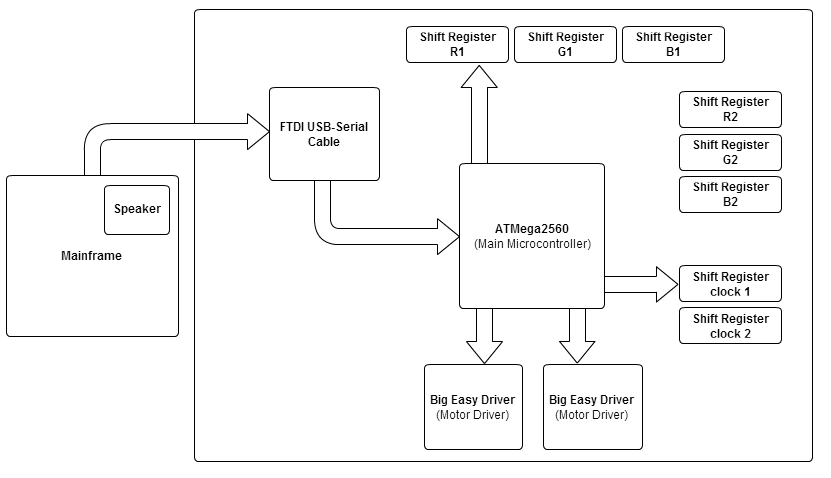 Shift Register
R1
Shift Register
G1
Shift Register
B1
Shift Register
R2
Shift Register
G2
Shift Register
B2
FTDI USB-Serial
Cable
Speaker
Mainframe
ATMega2560
(Main Microcontroller)
Shift Register
clock 1
Shift Register
clock 2
Big Easy Driver
(Motor Driver)
Big Easy Driver
(Motor Driver)